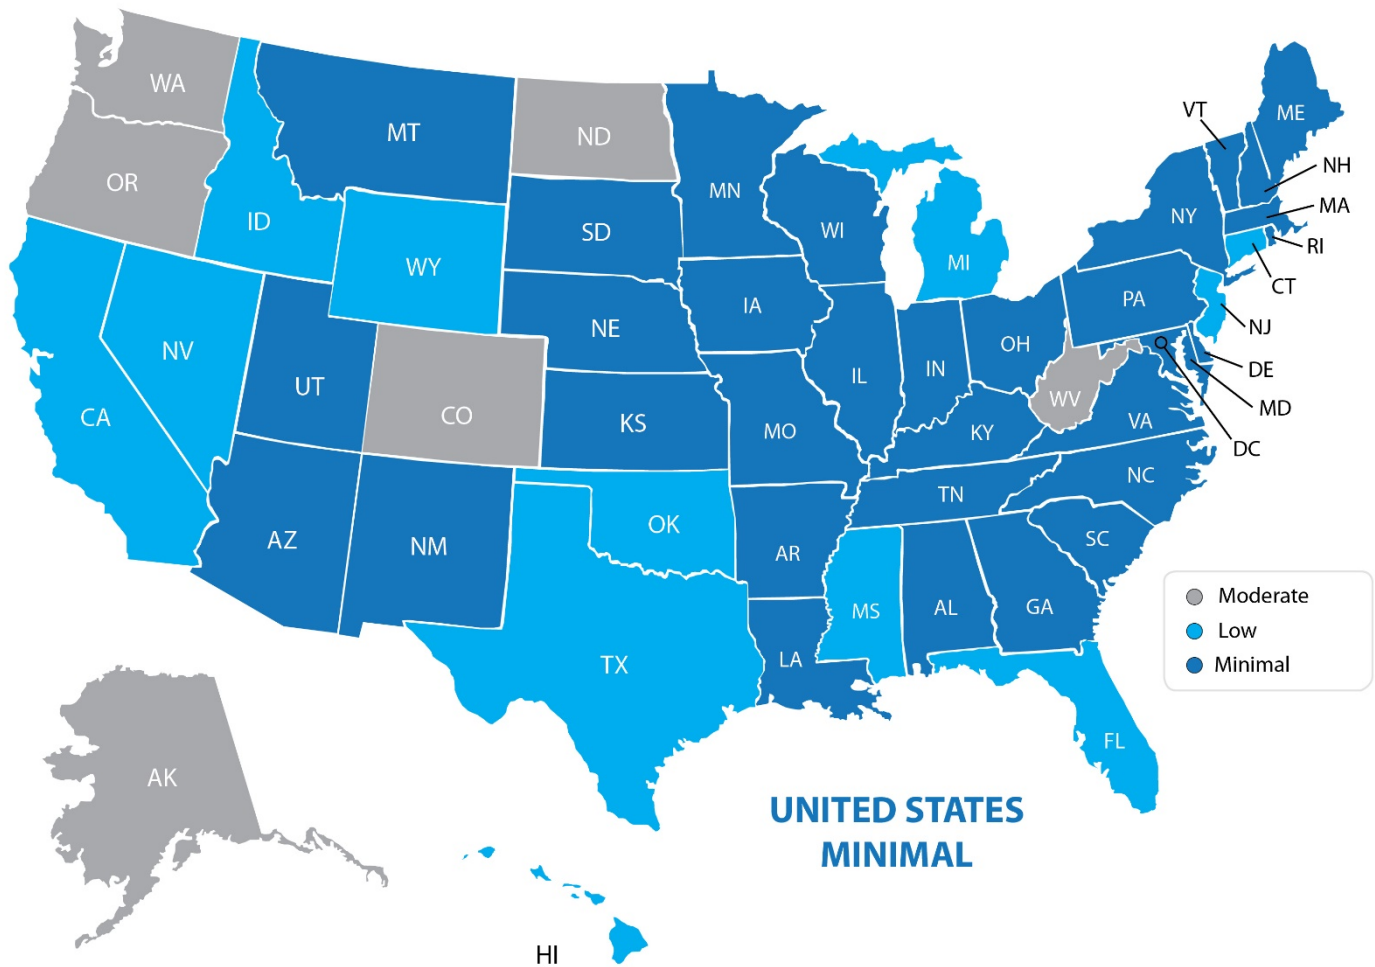 WA
MT
ND
OR
ID
MN
SD
WI
WY
MI
NY
VT
ME
NH
MA
RI
CT
NJ
PA
IA
NE
NV
UT
CO
CA
IL
IN
OH
DE
MD
DC
WV
VA
KS
MO
KY
NC
TN
AZ
NM
OK
AR
SC
MS
AL
GA
LA
TX
FL
AK
HI
Moderate
Low
Minimal
UNITED STATES
MINIMAL